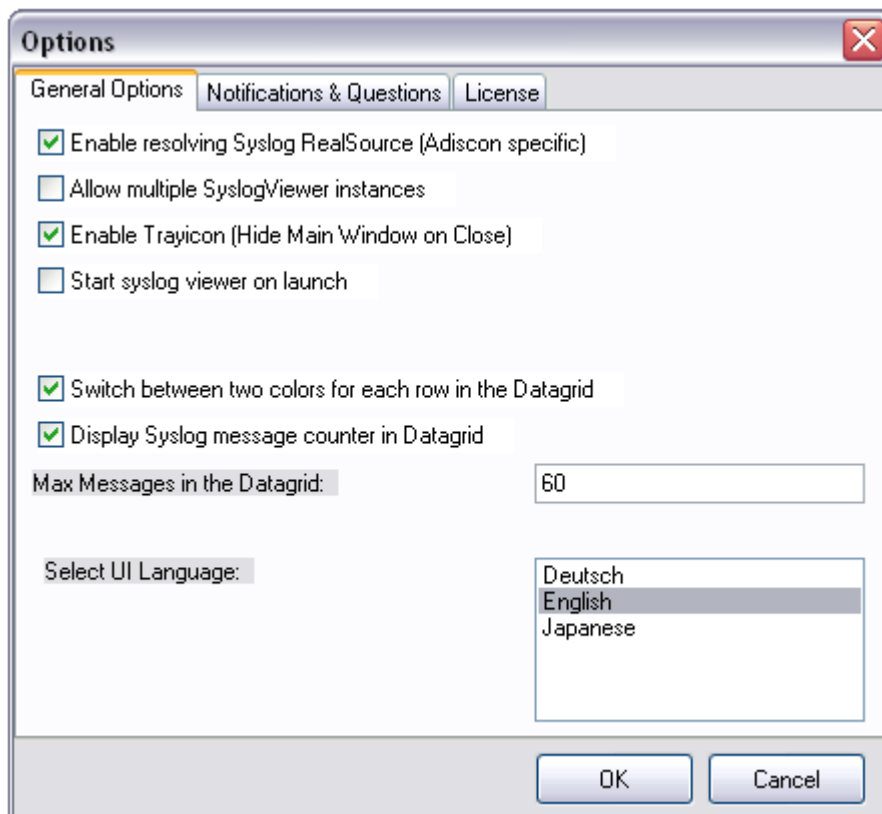 Options
General Options Notifications & Questions License
Enable resolving Syslog RealSource (Adiscon specific)
Allow multiple SyslogViewer instances
Enable Trayicon (Hide Main Window on Close)
Start syslog viewer on launch
Switch between two colors for each row in the Datagrid
Display Syslog message counter in Datagrid
Max Messages in the Datagrid: 60
Select UI Language:
Deutsch
English
Japanese
OK Cancel